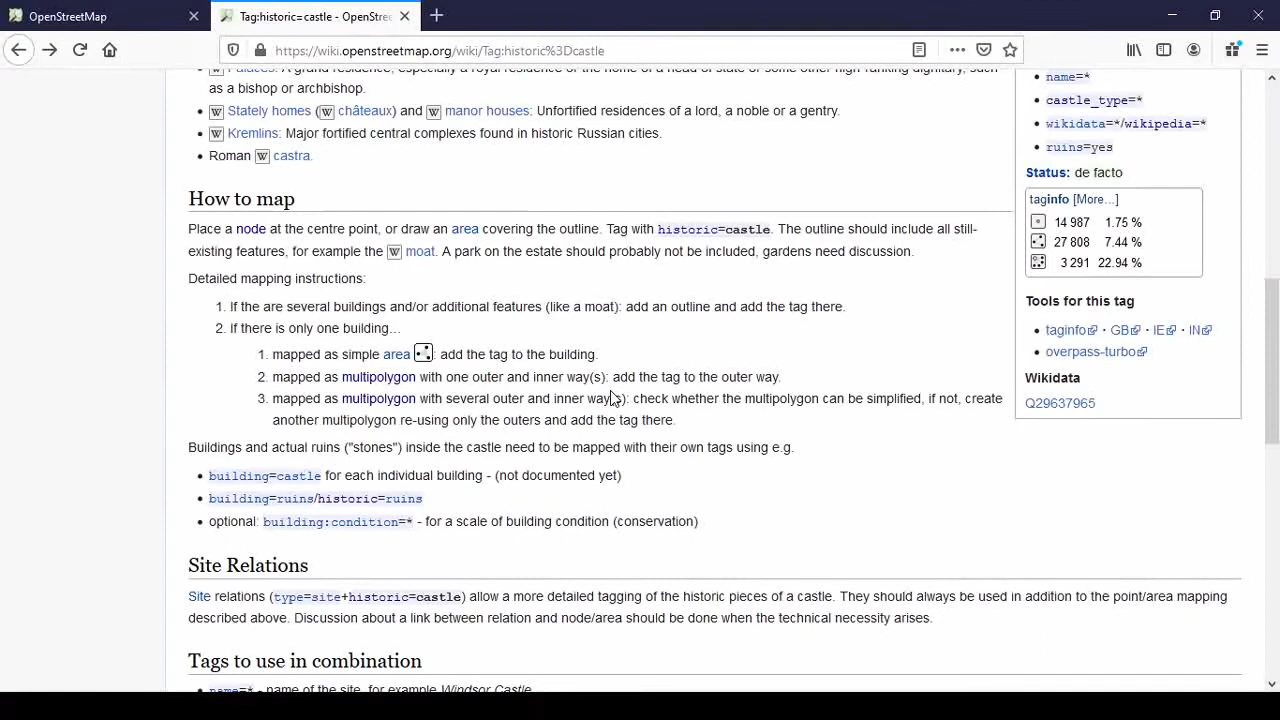 OpenStreetMap
Tag:historic=castle - OpenStre
https://wiki.openstreetmap.org/wiki/Tag:historic%3Dcastle
Palaces: A grand residence, especially a royal residence or the home of a head of state or some other high-ranking dignitary, such
as a bishop or archbishop.
Stately homes (W châteaux) and W manor houses: Unfortified residences of a lord, a noble or a gentry.
W Kremlins: Major fortified central complexes found in historic Russian cities.
Roman W castra.
How to map
Place a node at the centre point, or draw an area covering the outline. Tag with historic=castle. The outline should include all still-
existing features, for example the W moat. A park on the estate should probably not be included, gardens need discussion.
Detailed mapping instructions:
1. If the are several buildings and/or additional features (like a moat): add an outline and add the tag there.
2. If there is only one building…
1. mapped as simple area : add the tag to the building.
2. mapped as multipolygon with one outer and inner way(s): add the tag to the outer way.
3. mapped as multipolygon with several outer and inner way(s): check whether the multipolygon can be simplified, if not, create
another multipolygon re-using only the outers and add the tag there.
Buildings and actual ruins ("stones") inside the castle need to be mapped with their own tags using e.g.
building=castle for each individual building - (not documented yet)
building=ruins/historic=ruins
optional: building:condition=* - for a scale of building condition (conservation)
Site Relations
Site relations (type=site+historic=castle) allow a more detailed tagging of the historic pieces of a castle. They should always be used in addition to the point/area mapping
described above. Discussion about a link between relation and node/area should be done when the technical necessity arises.
Tags to use in combination
name=* - name of the site, for example Windsor Castle
name=*
castle_type=*
wikidata=*/wikipedia=*
ruins=yes
Status: de facto
taginfo [More…]
14 987 1.75 %
27 808 7.44 %
3 291 22.94 %
Tools for this tag
taginfo · GB · IE · IN
overpass-turbo
Wikidata
Q29637965